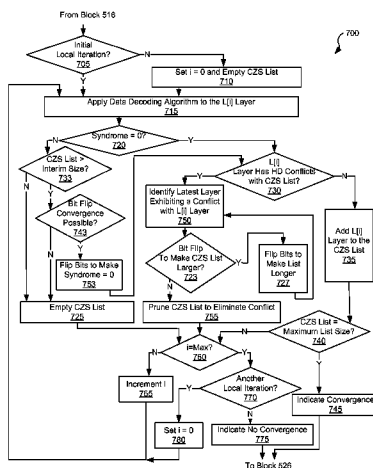 From Block 516
700
Initial
Local Iteration?
705
N
Y
Set i = 0 and Empty CZS List
710
Apply Data Decoding Algorithm to the L[i] Layer
715
Syndrome = 0?
720
N
Y
CZS List >
Interim Size?
733
N
Y
L[i]
Layer Has HD Conflicts
with CZS List?
730
Y
N
Identify Latest Layer
Exhibiting a Conflict
with L[i] Layer
750
Bit Flip
Convergence
Possible?
743
N
Y
Add L[i]
Layer to the
CZS List
735
Bit Flip
To Make CZS List
Larger?
723
Y
N
Flip Bits to
Make List
Longer
727
Flip Bits to Make
Syndrome = 0
753
Empty CZS List
725
Prune CZS List to Eliminate Conflict
755
CZS List =
Maximum List Size?
740
N
Y
i=Max?
760
N
Y
Increment I
765
Another
Local Iteration?
770
Y
N
Indicate Convergence
745
Set i = 0
780
Indicate No Convergence
775
To Block 526